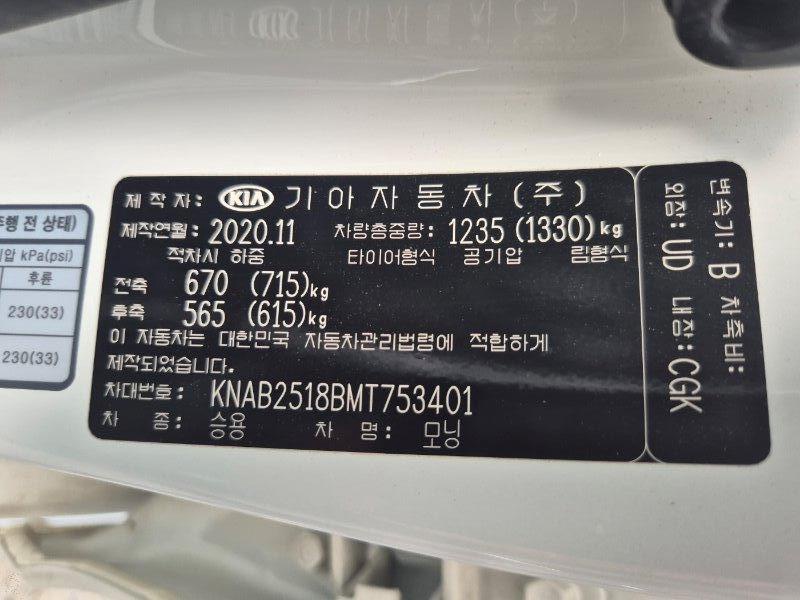 제작자: KIA 기아자동차(주)
제작연월: 2020.11 차량총중량: 1235 (1330)kg
적차시 하중 타이어형식 공기압 림형식
전축 670 (715)kg
후축 565 (615)kg
이 자동차는 대한민국 자동차관리법령에 적합하게
제작되었습니다.
차대번호: KNAB2518BMT753401
차 종: 승용 차 명: 모닝
변속기: B 차축비:
외장: UD 내장: CGK
행 전 상태)
압 kPa(psi)
후륜
230(33)
230(33)